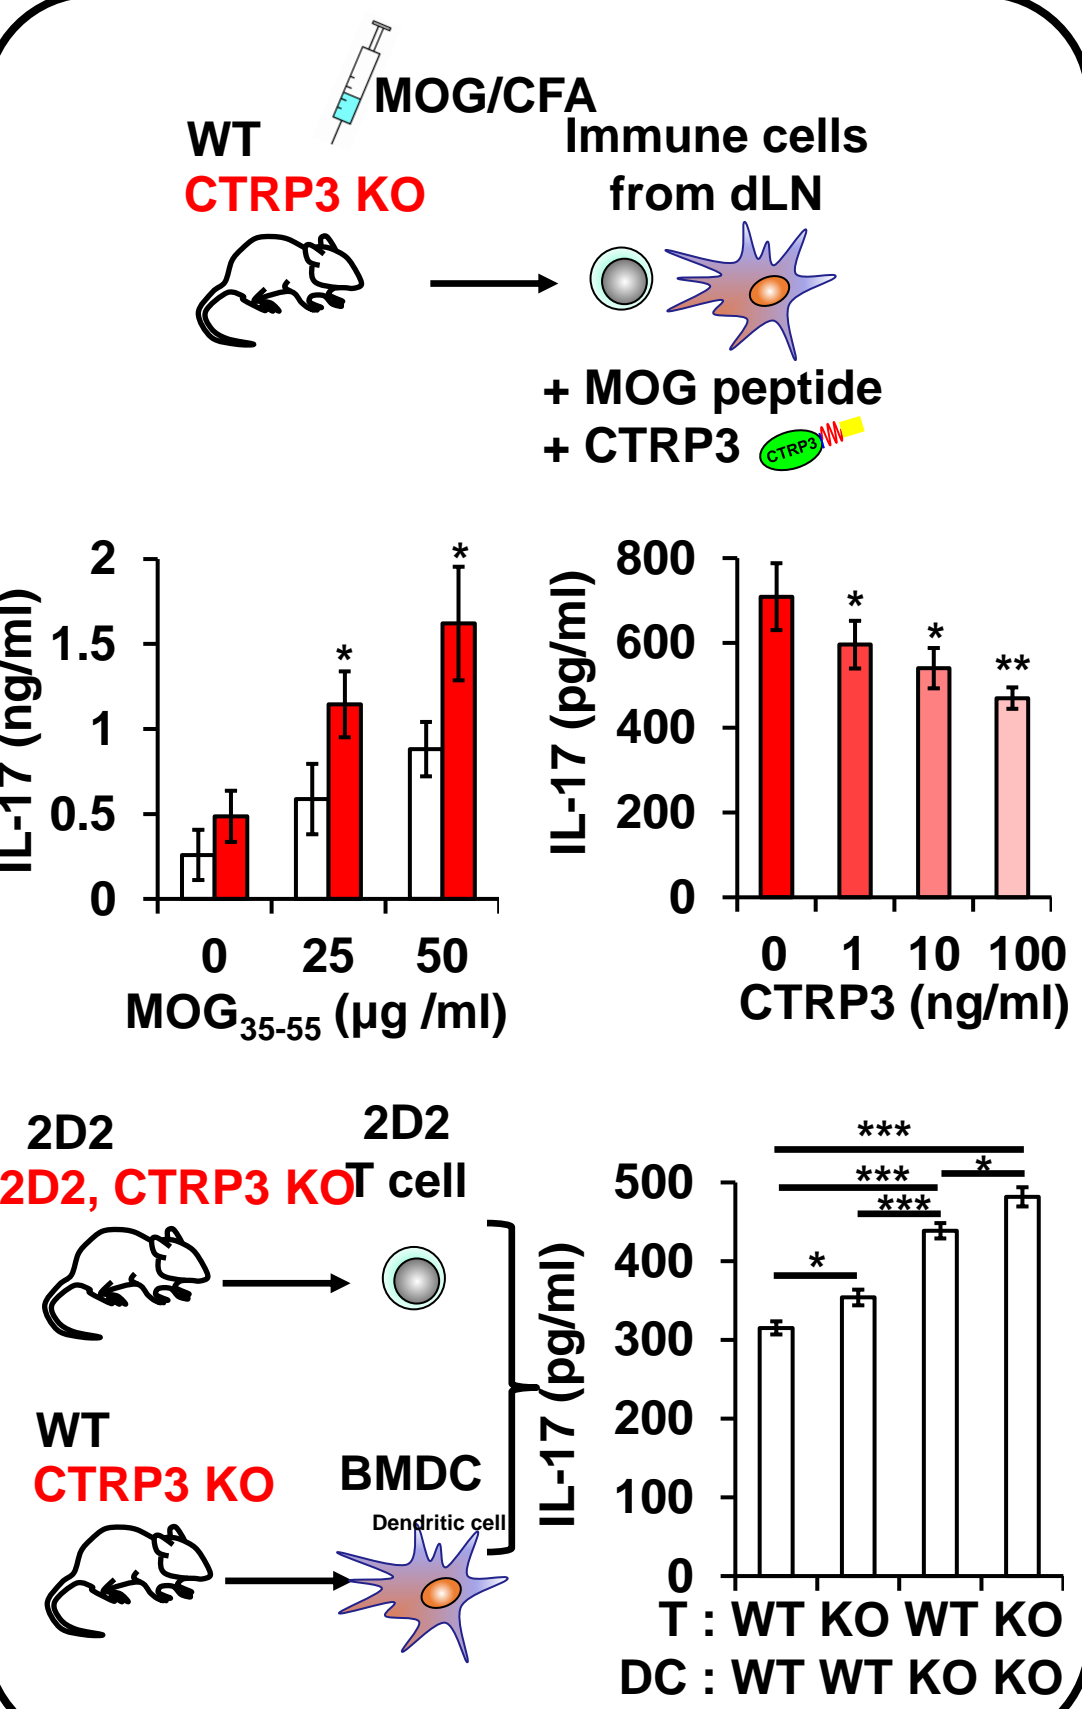 MOG/CFA
WT
CTRP3 KO
Immune cells
from dLN
+ MOG peptide
+ CTRP3
CTRP3
IL-17 (ng/ml)
2
1.5
1
0.5
0
*
*
0 25 50
MOG35-55 (µg /ml)
IL-17 (pg/ml)
800
600
400
200
0
*
*
**
0 1 10 100
CTRP3 (ng/ml)
2D2
2D2, CTRP3 KO
2D2
T cell
WT
CTRP3 KO
BMDC
Dendritic cell
IL-17 (pg/ml)
500
400
300
200
100
0
***
***
*
***
*
T : WT KO WT KO
DC : WT WT KO KO